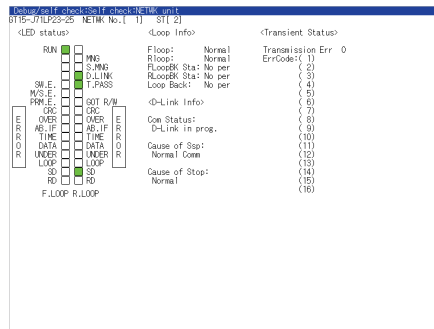 Debug/self check:Self check:NETWK unit
GT15-J71LP23-25 NETWK No.[ 1] ST[ 2]
<LED status> <Loop Info> <Transient Status>
RUN Floop: Normal Transmission Err 0
MNG Rloop: Normal ErrCode:( 1)
S.MNG FLoopBK Sta: No per ( 2)
D.LINK RLoopBK Sta: No per ( 3)
SW.E. T.PASS Loop Back: No per ( 4)
M/S.E. ( 5)
PRM.E. GOT R/W <D-Link Info> ( 6)
CRC CRC ( 7)
E OVER OVER E Com Status: ( 8)
R AB.IF AB.IF R D-Link in prog. ( 9)
R TIME TIME R (10)
O DATA DATA O Cause of Ssp: (11)
R UNDER UNDER R Normal Comm (12)
LOOP LOOP (13)
SD SD Cause of Stop: (14)
RD RD Normal (15)
(16)
F.LOOP R.LOOP